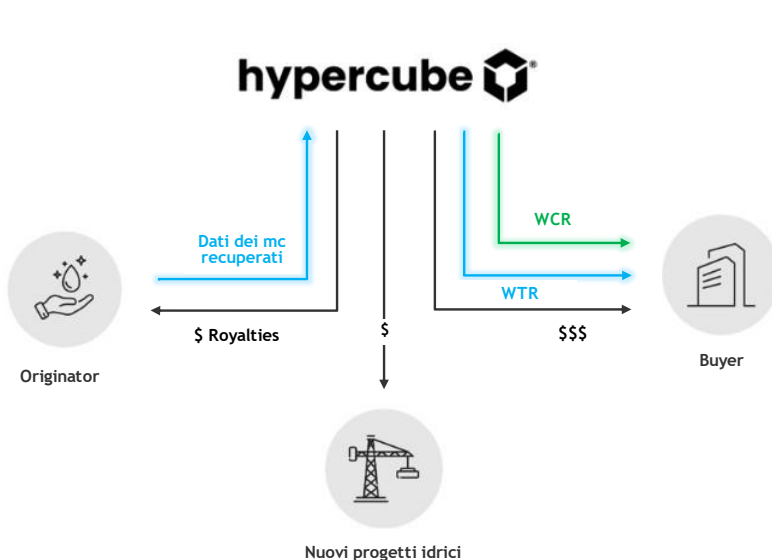 hypercube ®
WCR
Dati dei mc
recuperati
WTR
$ Royalties
$
$$$
Buyer
Originator
Nuovi progetti idrici